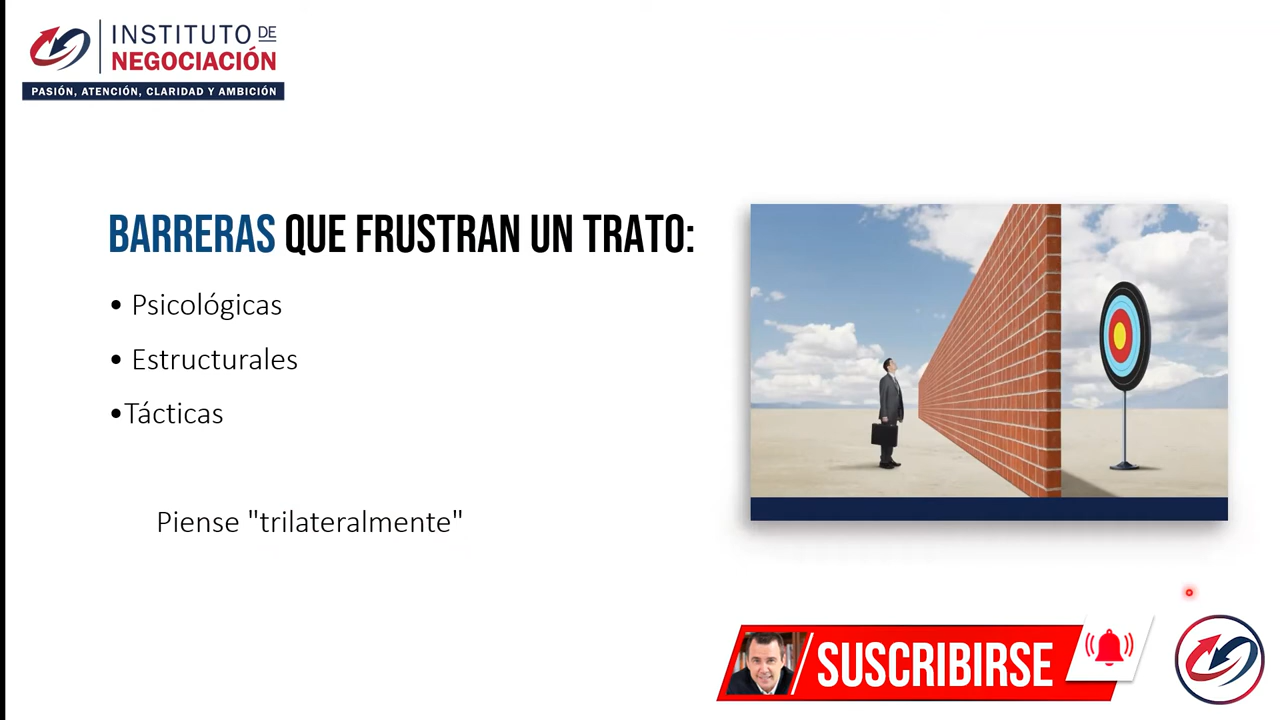 INSTITUTO DE
NEGOCIACIÓN
PASIÓN, ATENCIÓN, CLARIDAD Y AMBICIÓN
BARRERAS QUE FRUSTRAN UN TRATO:
• Psicológicas
• Estructurales
•Tácticas
Piense "trilateralmente"
SUSCRIBIRSE